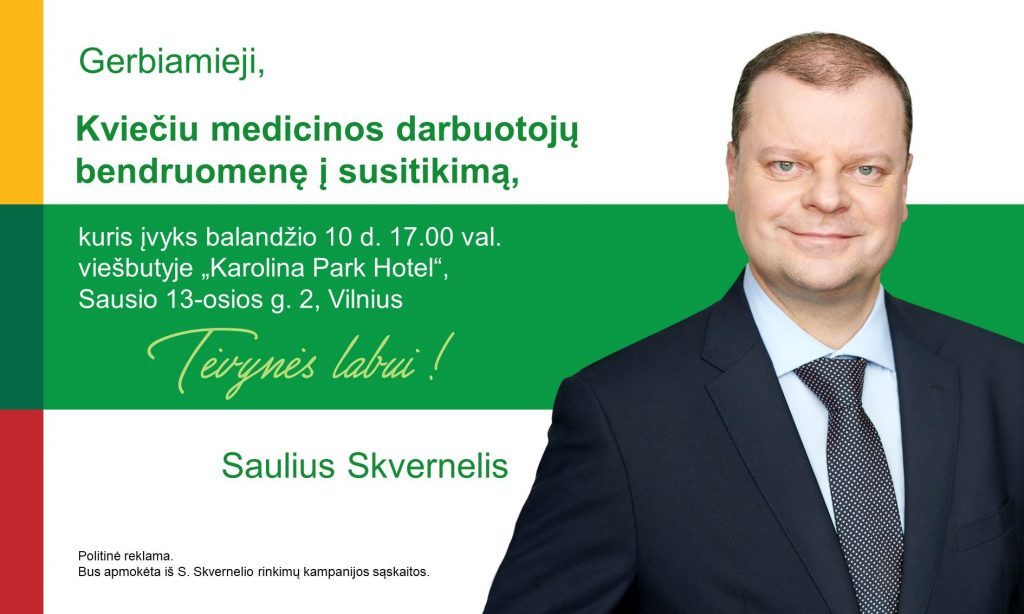 Gerbiamieji,
Kviečiu medicinos darbuotojų
bendruomenę į susitikimą,
kuris įvyks balandžio 10 d. 17.00 val.
viešbutyje „Karolina Park Hotel“,
Sausio 13-osios g. 2, Vilnius
Tėvynės labui !
Saulius Skvernelis
Politinė reklama.
Bus apmokėta iš S. Skvernelio rinkimų kampanijos sąskaitos.